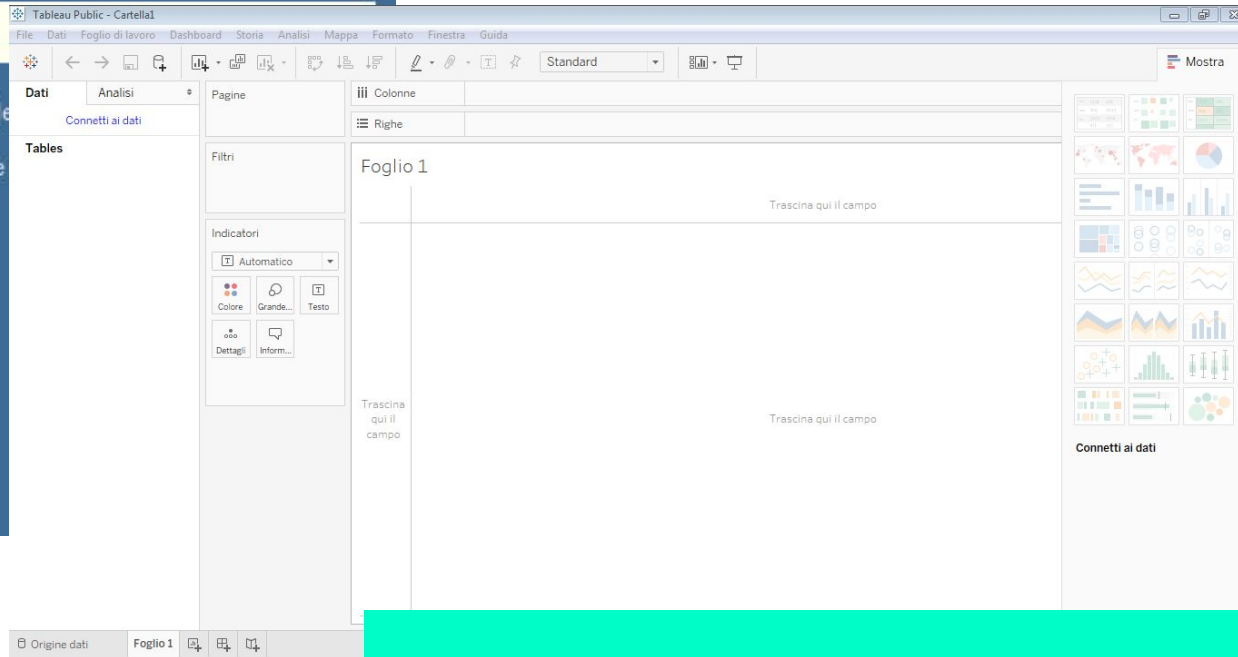 Tableau Public - Cartella1
File Dati Foglio di lavoro Dashboard Storia Analisi Mappa Formato Finestra Guida
Standard
Mostra
Dati
Analisi
Connetti ai dati
Tables
Pagine
Filtri
Indicatori
Automatico
Colore
Grande...
Testo
Dettagli
Inform...
Colonne
Righe
Foglio 1
Trascina qui il campo
Trascina
qui il
campo
Trascina qui il campo
Connetti ai dati
Origine dati
Foglio 1